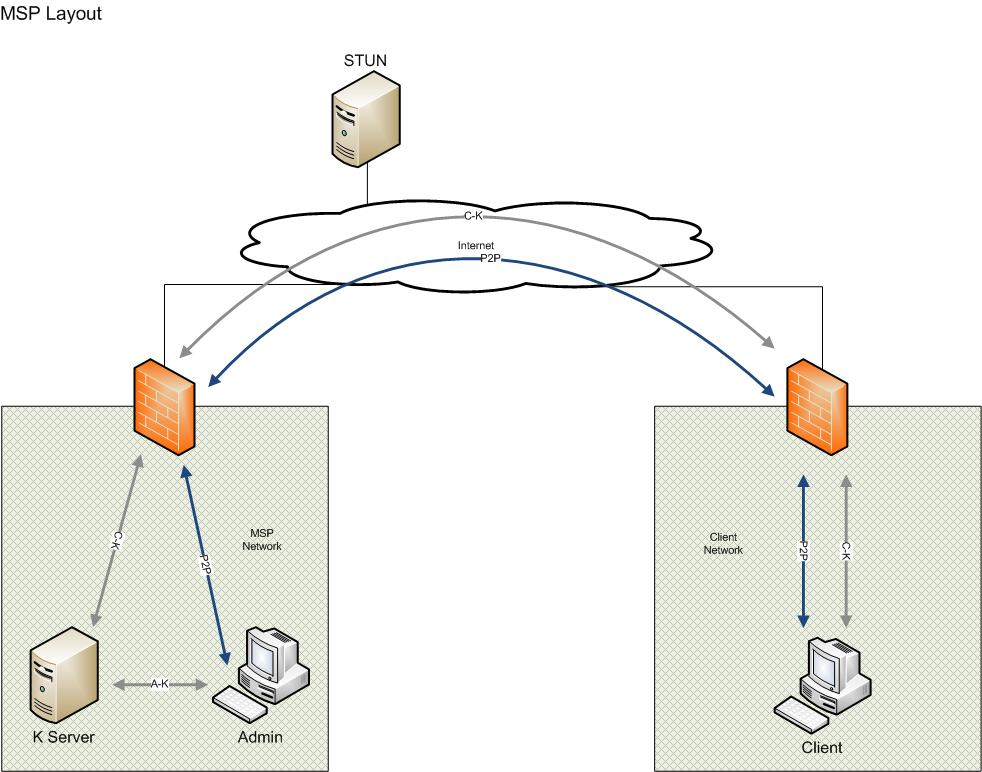 MSP Layout
STUN
C-K
Internet
P2P
C-K
P2P
MSP
Network
A-K
K Server
Admin
Client
Network
P2P
C-K
Client